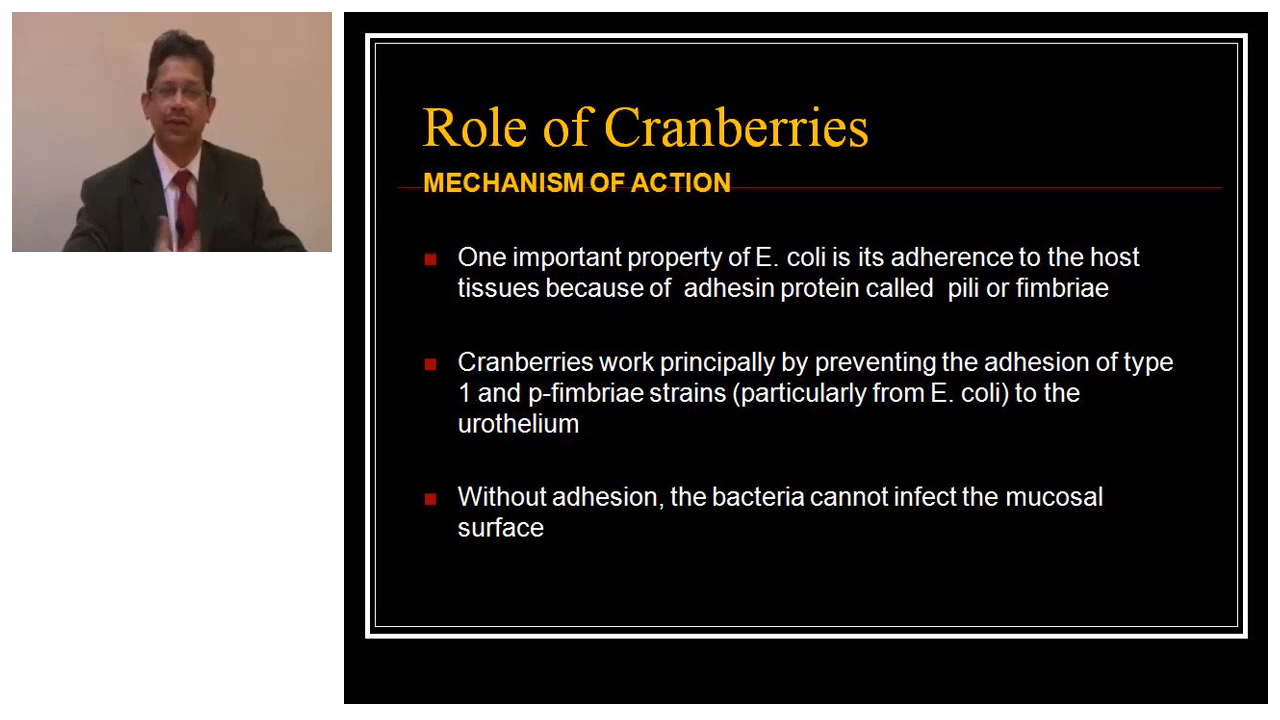 Role of Cranberries
MECHANISM OF ACTION
One important property of E. coli is its adherence to the host
tissues because of  adhesin protein called  pili or fimbriae
Cranberries work principally by preventing the adhesion of type
1 and p-fimbriae strains (particularly from E. coli) to the
urothelium
Without adhesion, the bacteria cannot infect the mucosal
surface